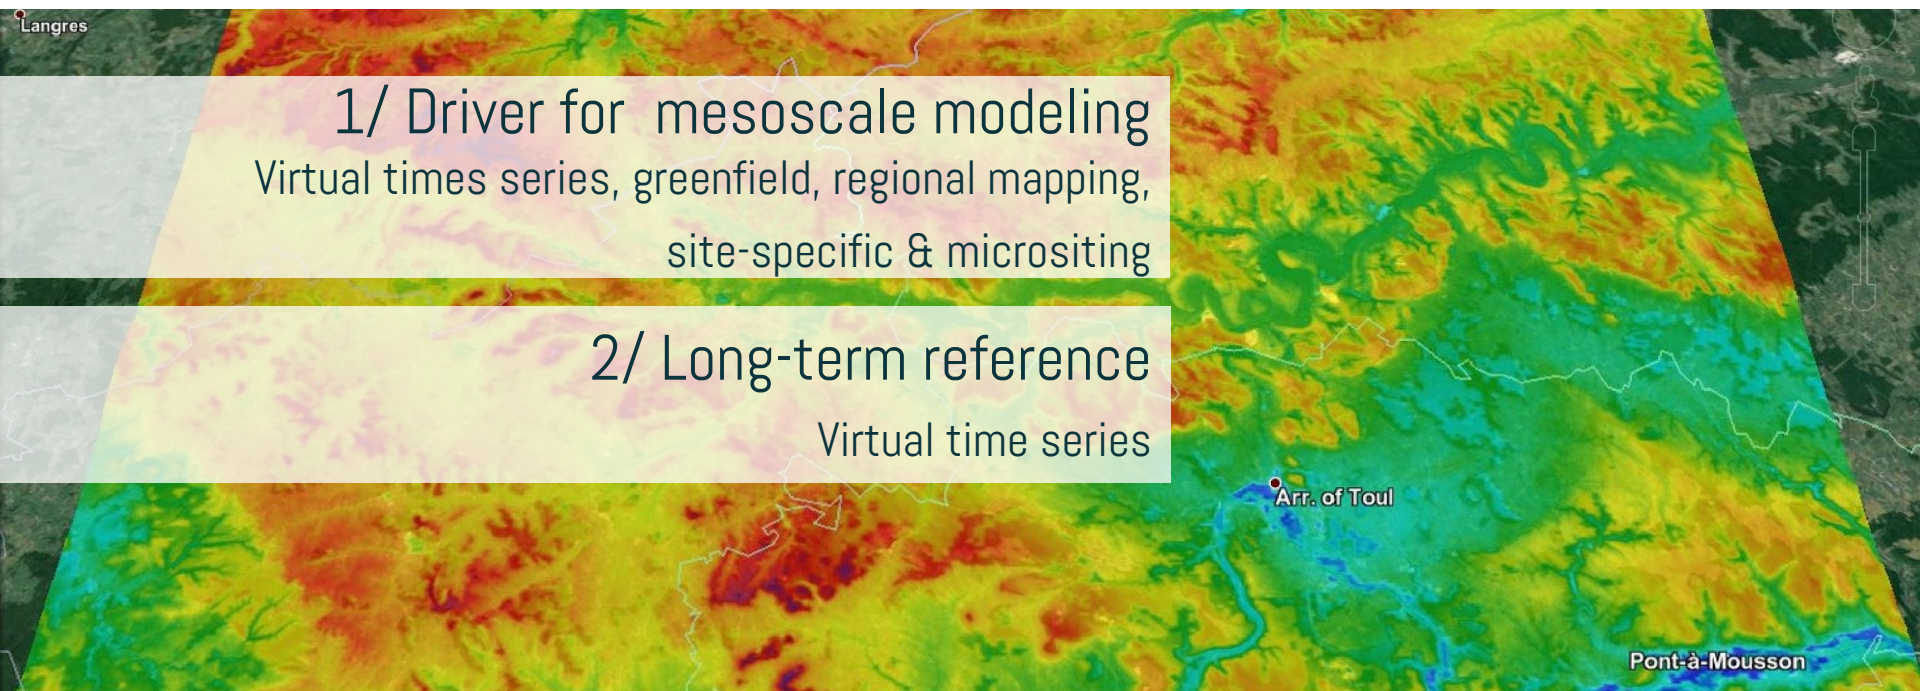 Langres
1/ Driver for  mesoscale modeling
Virtual times series, greenfield, regional mapping,
site-specific & micrositing
2/ Long-term reference
Virtual time series
Arr. of Toul
Pont-à-Mousson